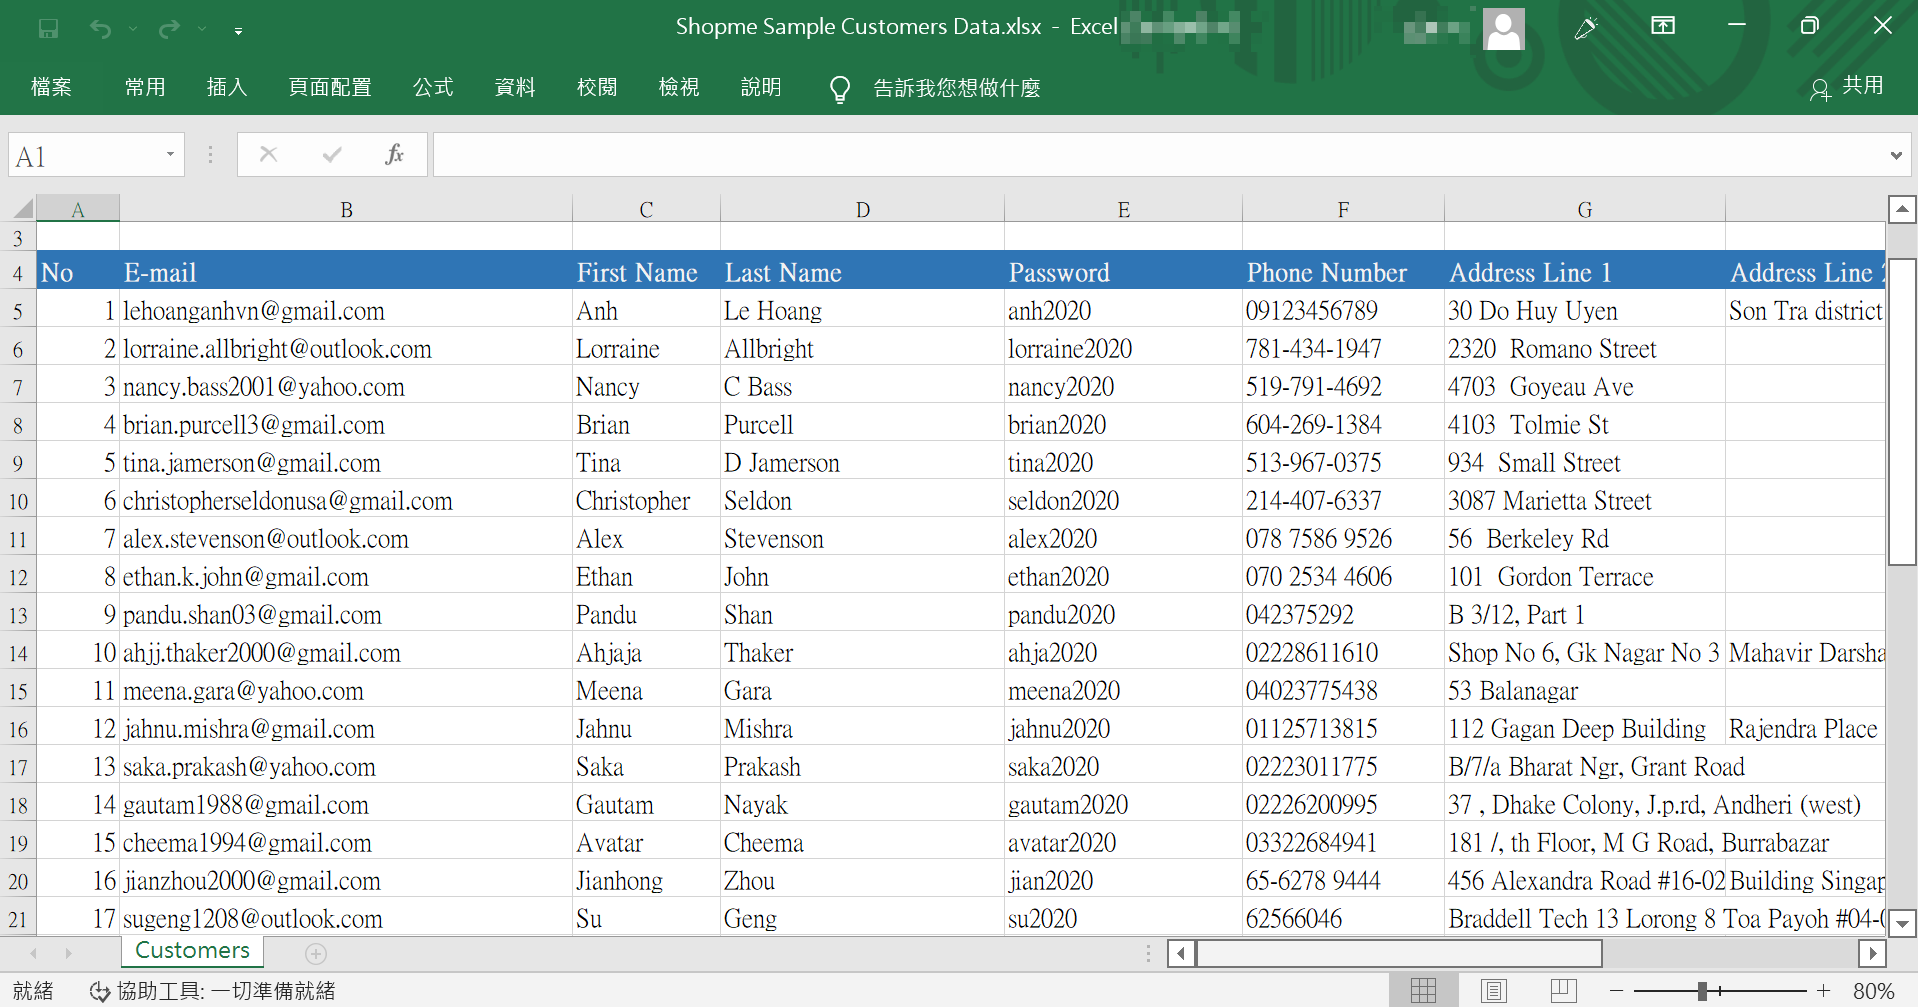 Shopme Sample Customers Data.xlsx - Excel
檔案 常用 插入 頁面配置 公式 資料 校閱 檢視 說明 告訴我您想做什麼 共用
A1 fx
A B C D E F G
3
4 No E-mail First Name Last Name Password Phone Number Address Line 1 Address Line
5 1 lehoanganhvn@gmail.com Anh Le Hoang anh2020 09123456789 30 Do Huy Uyen Son Tra district
6 2 lorraine.allbright@outlook.com Lorraine Allbright lorraine2020 781-434-1947 2320 Romano Street
7 3 nancy.bass2001@yahoo.com Nancy C Bass nancy2020 519-791-4692 4703 Goyeau Ave
8 4 brian.purcell3@gmail.com Brian Purcell brian2020 604-269-1384 4103 Tolmie St
9 5 tina.jamerson@gmail.com Tina D Jamerson tina2020 513-967-0375 934 Small Street
10 6 christopherseldonusa@gmail.com Christopher Seldon seldon2020 214-407-6337 3087 Marietta Street
11 7 alex.stevenson@outlook.com Alex Stevenson alex2020 078 7586 9526 56 Berkeley Rd
12 8 ethan.k.john@gmail.com Ethan John ethan2020 070 2534 4606 101 Gordon Terrace
13 9 pandu.shan03@gmail.com Pandu Shan pandu2020 042375292 B 3/12, Part 1
14 10 ahjj.thaker2000@gmail.com Ahjaja Thaker ahja2020 02228611610 Shop No 6, Gk Nagar No 3 Mahavir Darsha
15 11 meena.gara@yahoo.com Meena Gara meena2020 04023775438 53 Balanagar
16 12 jahnu.mishra@gmail.com Jahnu Mishra jahnu2020 01125713815 112 Gagan Deep Building Rajendra Place
17 13 saka.prakash@yahoo.com Saka Prakash saka2020 02223011775 B/7/a Bharat Ngr, Grant Road
18 14 gautam1988@gmail.com Gautam Nayak gautam2020 02226200995 37 , Dhake Colony, J.p.rd, Andheri (west)
19 15 cheema1994@gmail.com Avatar Cheema avatar2020 03322684941 181 /, th Floor, M G Road, Burrabazar
20 16 jianzhou2000@gmail.com Jianhong Zhou jian2020 65-6278 9444 456 Alexandra Road #16-02 Building Singap
21 17 sugeng1208@outlook.com Su Geng su2020 62566046 Braddell Tech 13 Lorong 8 Toa Payoh #04-
Customers
就緒 協助工具: 一切準備就緒 80%